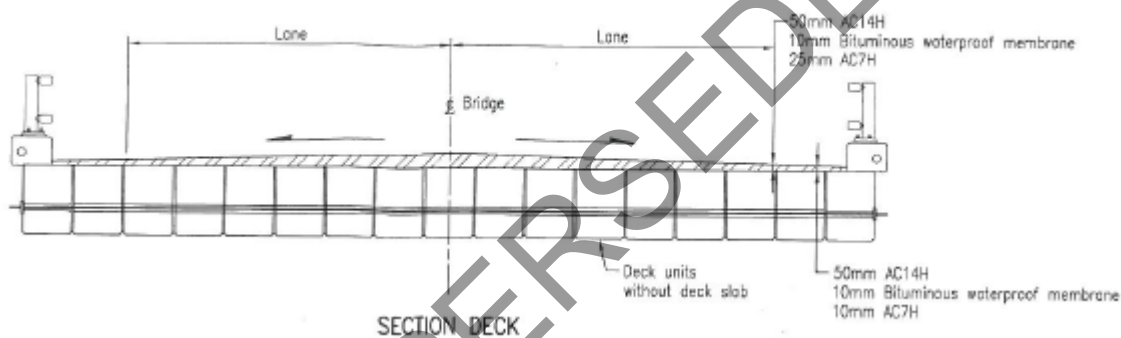 50mm AC14H
10mm Bituminous waterproof membrane
25mm AC7H
Lane
Lane
℄ Bridge
Deck units
without deck slab
50mm AC14H
10mm Bituminous waterproof membrane
10mm AC7H
SECTION DECK